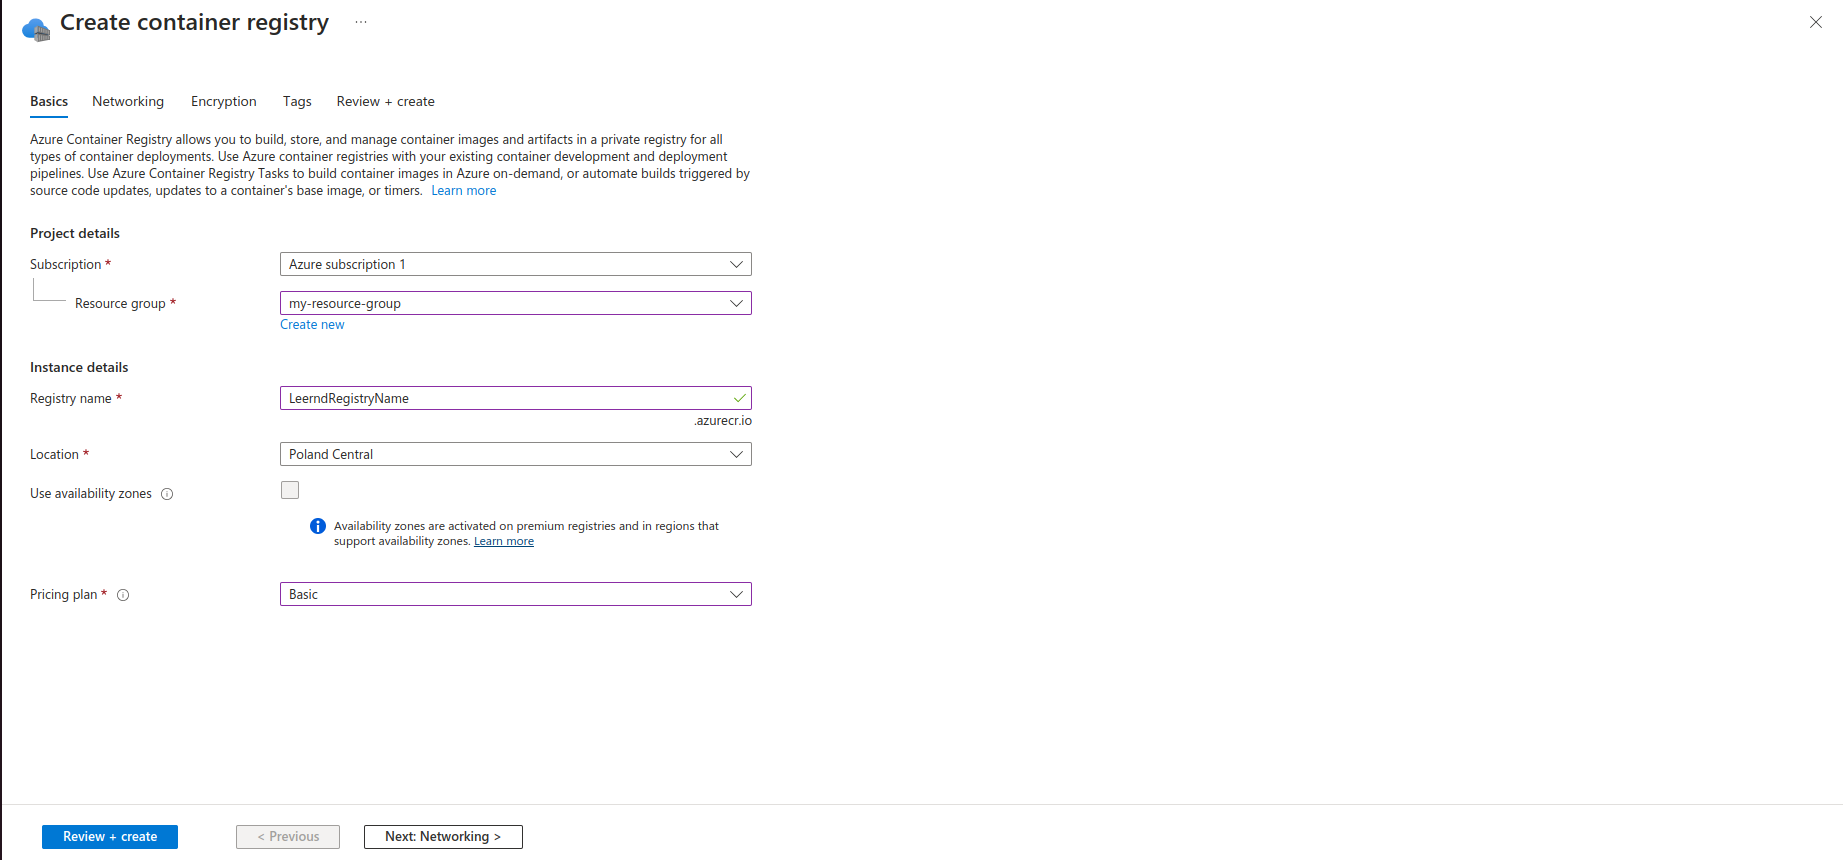 Create container registry
...
Basics Networking Encryption Tags Review + create
Azure Container Registry allows you to build, store, and manage container images and artifacts in a private registry for all
types of container deployments. Use Azure container registries with your existing container development and deployment
pipelines. Use Azure Container Registry Tasks to build container images in Azure on-demand, or automate builds triggered by
source code updates, updates to a container's base image, or timers. Learn more
Project details
Subscription * Azure subscription 1
Resource group * my-resource-group
Create new
Instance details
Registry name * LeerndRegistryName
.azurecr.io
Location * Poland Central
Use availability zones
Availability zones are activated on premium registries and in regions that
support availability zones. Learn more
Pricing plan * Basic
Review + create < Previous Next: Networking >